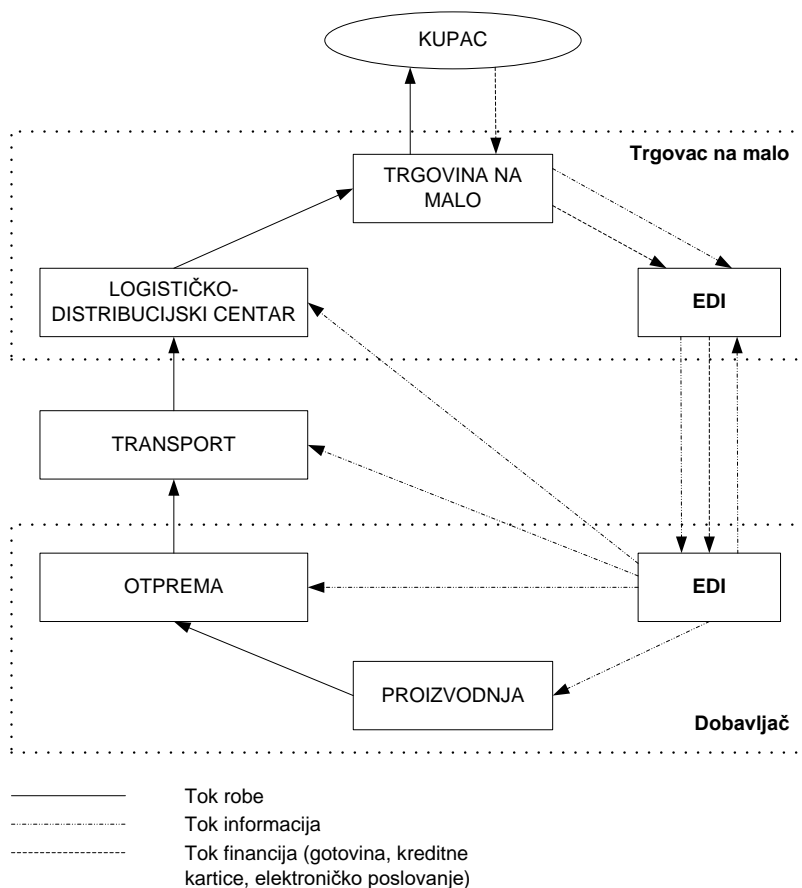 KUPAC
Trgovac na malo
TRGOVINA NA
MALO
LOGISTIČKO-
DISTRIBUCIJSKI CENTAR
EDI
TRANSPORT
OTPREMA
EDI
PROIZVODNJA
Dobavljač
Tok robe
Tok informacija
Tok financija (gotovina, kreditne
kartice, elektroničko poslovanje)